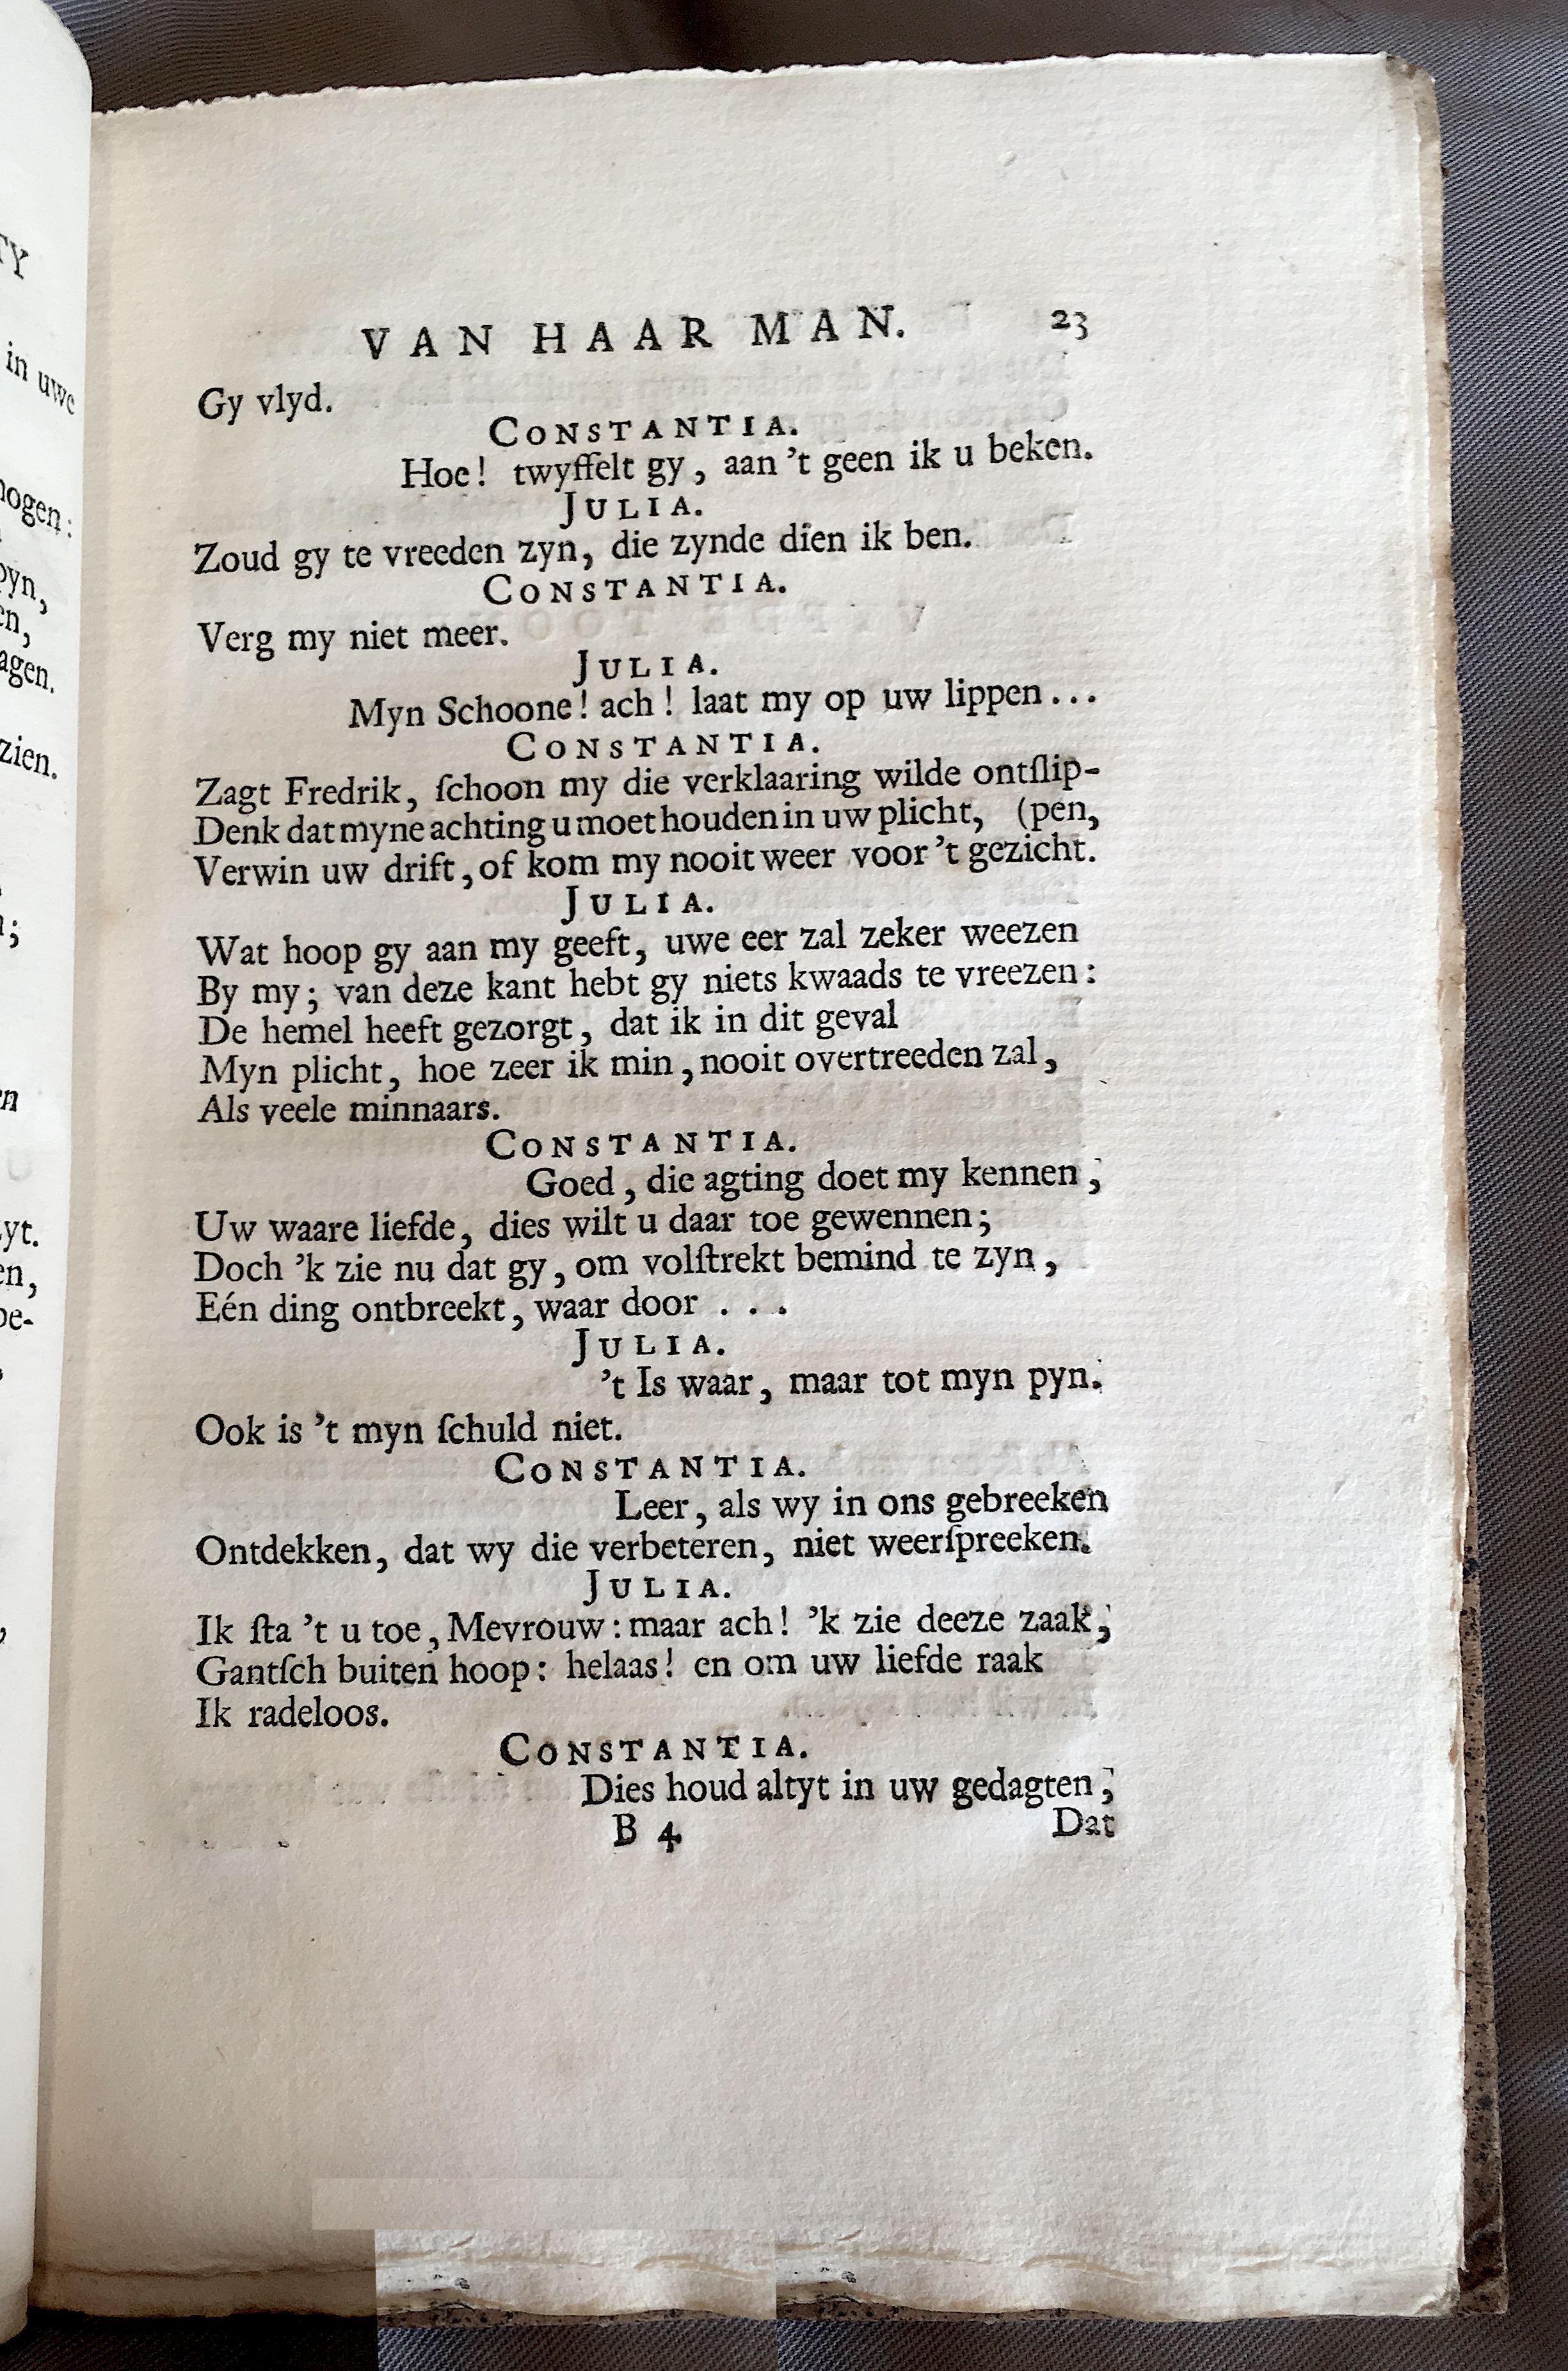 VAN HAAR MAN. 23
Gy vlyd.
CONSTANTIA.
Hoe! twyffelt gy, aan 't geen ik u beken.
JULIA.
Zoud gy te vreeden zyn, die zynde dien ik ben.
CONSTANTIA.
Verg my niet meer.
JULIA.
Myn Schoone! ach! laat my op uw lippen...
CONSTANTIA.
Zagt Fredrik, ſchoon my die verklaaring wilde ontſlip-
Denk dat myne achting u moet houden in uw plicht, (pen,
Verwin uw drift, of kom my nooit weer voor 't gezicht.
JULIA.
Wat hoop gy aan my geeft, uwe eer zal zeker weezen
By my; van deze kant hebt gy niets kwaads te vreezen:
De hemel heeft gezorgt, dat ik in dit geval
Myn plicht, hoe zeer ik min, nooit overtreeden zal,
Als veele minnaars.
CONSTANTIA.
Goed, die agting doet my kennen,
Uw waare liefde, dies wilt u daar toe gewennen;
Doch 'k zie nu dat gy, om volſtrekt bemind te zyn,
Eén ding ontbreekt, waar door . . .
JULIA.
't Is waar, maar tot myn pyn.
Ook is 't myn ſchuld niet.
CONSTANTIA.
Leer, als wy in ons gebreeken
Ontdekken, dat wy die verbeteren, niet weerſpreeken.
JULIA.
Ik ſta 't u toe, Mevrouw: maar ach! 'k zie deeze zaak,
Gantſch buiten hoop: helaas! en om uw liefde raak
Ik radeloos.
CONSTANTIA.
Dies houd altyt in uw gedagten,
B 4 Dat